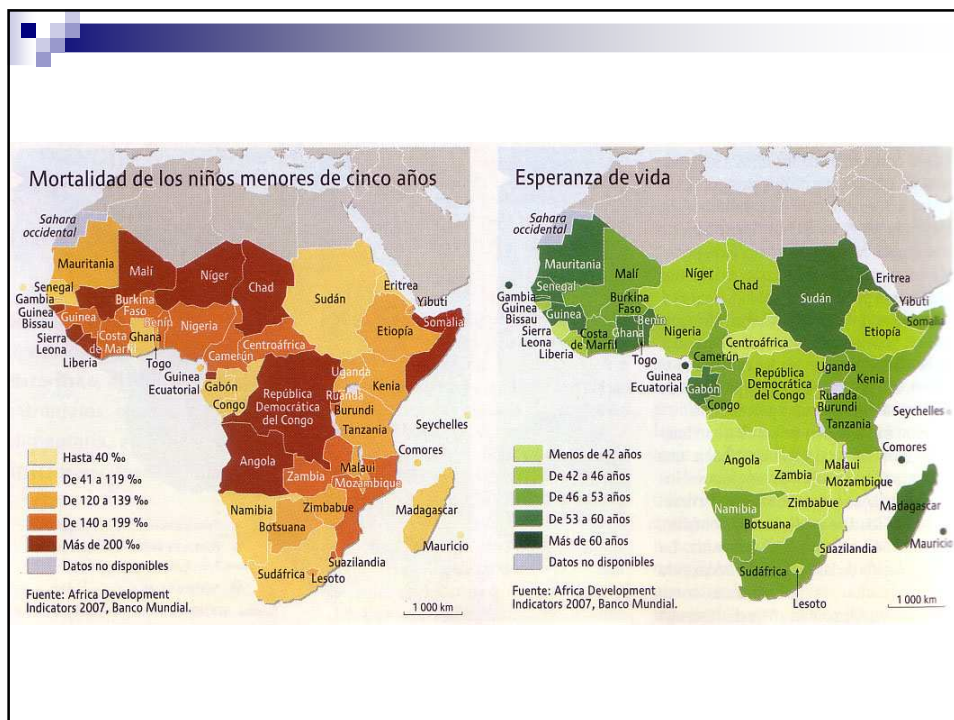 Mortalidad de los niños menores de cinco años
Sahara
occidental
Mauritania
Malí
Níger
Chad
Sudán
Eritrea
Yibuti
Senegal
Gambia
Guinea
Bissau
Guinea
Burkina
Faso
Benín
Nigeria
Etiopía
Somalia
Sierra
Leona
Costa
de Marfil
Ghana
Liberia
Togo
Camerún
Centroáfrica
Guinea
Ecuatorial
Gabón
Congo
República
Democrática
del Congo
Uganda
Ruanda
Burundi
Kenia
Tanzania
Seychelles
Comores
Angola
Zambia
Malaui
Mozambique
Namibia
Botsuana
Zimbabue
Madagascar
Mauricio
Suazilandia
Sudáfrica
Lesoto
Hasta 40 ‰
De 41 a 119 ‰
De 120 a 139 ‰
De 140 a 199 ‰
Más de 200 ‰
Datos no disponibles
Fuente: Africa Development
Indicators 2007, Banco Mundial.
1 000 km
Esperanza de vida
Sahara
occidental
Mauritania
Malí
Níger
Chad
Sudán
Eritrea
Yibuti
Senegal
Gambia
Guinea
Bissau
Guinea
Burkina
Faso
Benín
Nigeria
Etiopía
Somalia
Sierra
Leona
Costa
de Marfil
Ghana
Liberia
Togo
Camerún
Centroáfrica
Guinea
Ecuatorial
Gabón
Congo
República
Democrática
del Congo
Uganda
Ruanda
Burundi
Kenia
Tanzania
Seychelles
Comores
Angola
Zambia
Malaui
Mozambique
Namibia
Botsuana
Zimbabue
Madagascar
Mauricio
Suazilandia
Sudáfrica
Lesoto
Menos de 42 años
De 42 a 46 años
De 46 a 53 años
De 53 a 60 años
Más de 60 años
Datos no disponibles
Fuente: Africa Development
Indicators 2007, Banco Mundial.
1 000 km